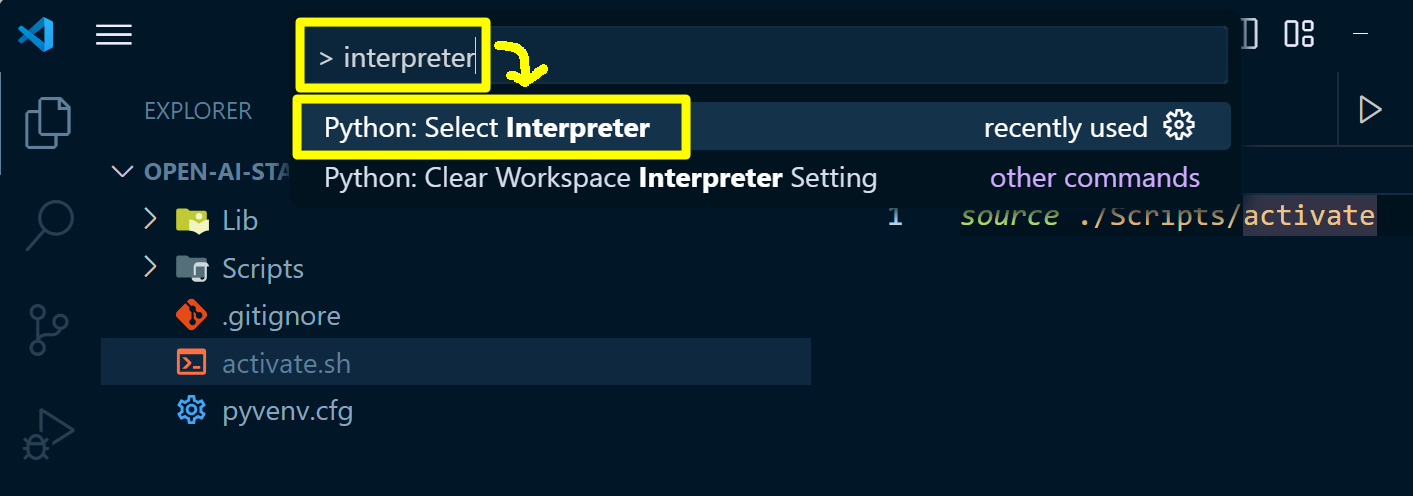 > interpreter
Python: Select Interpreter recently used
Python: Clear Workspace Interpreter Setting other commands
EXPLORER
OPEN-AI-STA
Lib
Scripts
.gitignore
activate.sh
pyvenv.cfg
1 source ./Scripts/activate